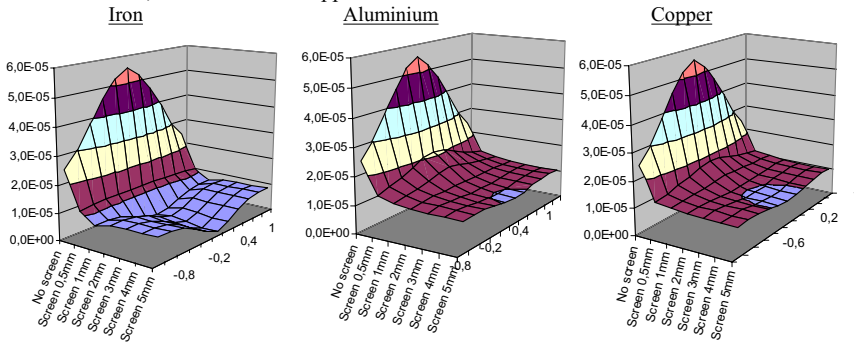 Iron
6,0E-05
5,0E-05
4,0E-05
3,0E-05
2,0E-05
1,0E-05
0,0E+00
No screen
Screen 0,5mm
Screen 1mm
Screen 2mm
Screen 3mm
Screen 4mm
Screen 5mm
-0,8
-0,2
0,4
1
Aluminium
6,0E-05
5,0E-05
4,0E-05
3,0E-05
2,0E-05
1,0E-05
0,0E+00
No screen
Screen 0,5mm
Screen 1mm
Screen 2mm
Screen 3mm
Screen 4mm
Screen 5mm
-0,8
-0,2
0,4
1
Copper
6,0E-05
5,0E-05
4,0E-05
3,0E-05
2,0E-05
1,0E-05
0,0E+00
No screen
Screen 0,5mm
Screen 1mm
Screen 2mm
Screen 3mm
Screen 4mm
Screen 5mm
-0,6
0,2